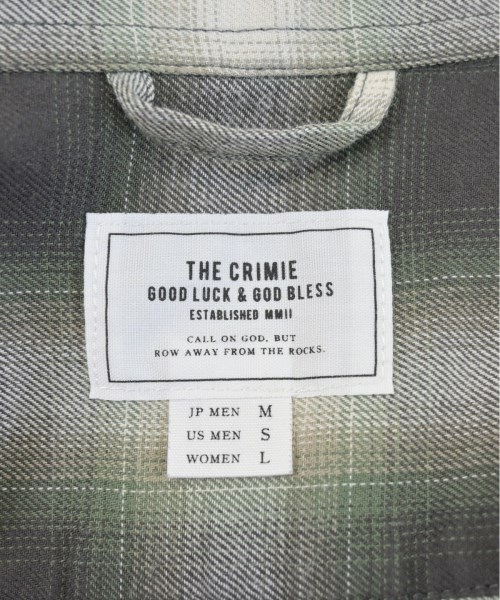 THE CRIMIE
GOOD LUCK & GOD BLESS
ESTABLISHED MMII
CALL ON GOD, BUT
ROW AWAY FROM THE ROCKS.
JP MEN M
US MEN S
WOMEN L